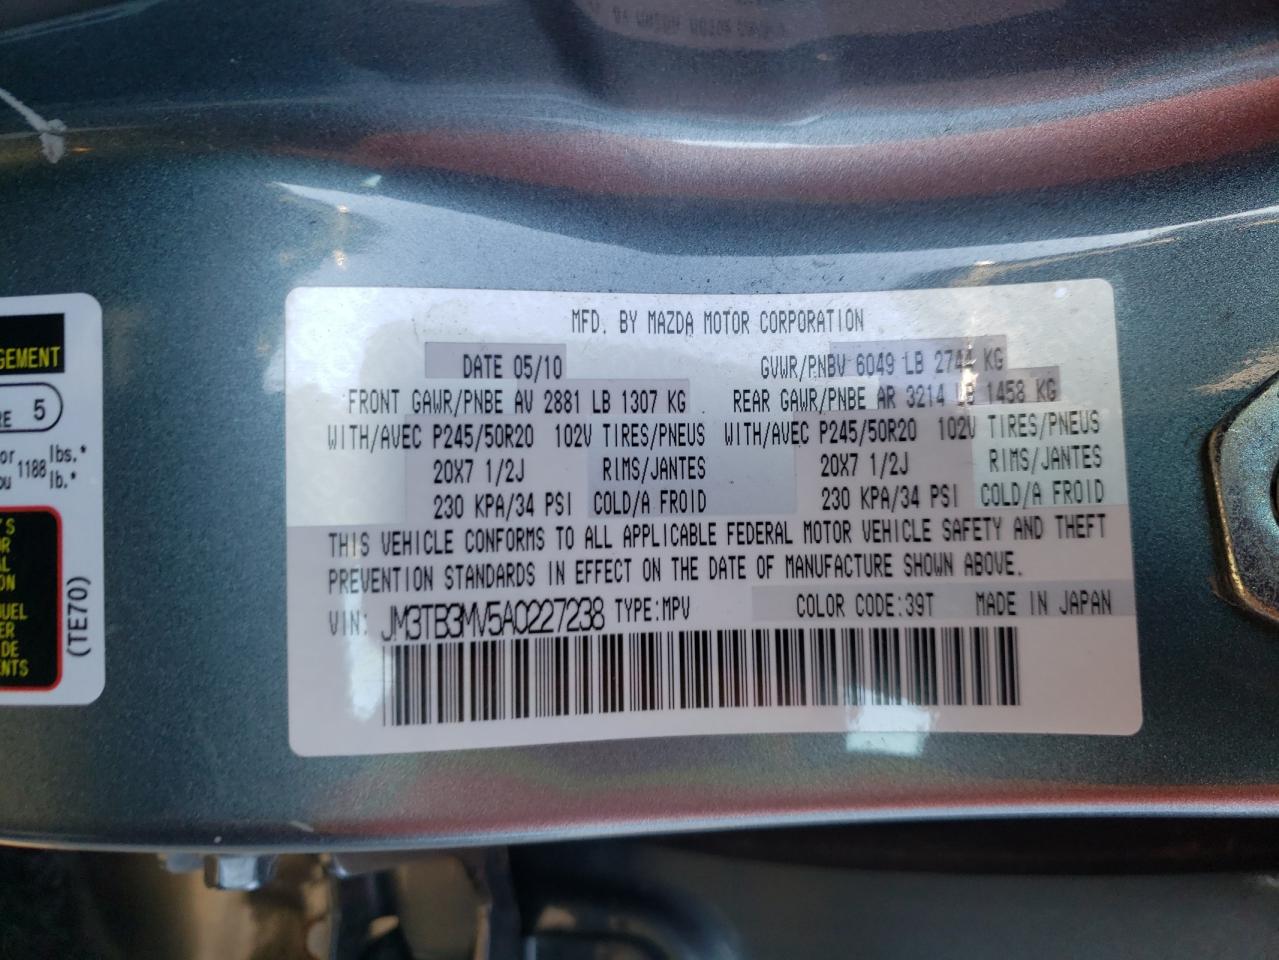 MFD. BY MAZDA MOTOR CORPORATION
DATE 05/10 GVWR/PNBV 6049 LB 2744 KG
FRONT GAWR/PNBE AV 2881 LB 1307 KG REAR GAWR/PNBE AR 3214 LB 1458 KG
WITH/AVEC P245/50R20 102V TIRES/PNEUS WITH/AVEC P245/50R20 102V TIRES/PNEUS
20X7 1/2J RIMS/JANTES 20X7 1/2J RIMS/JANTES
230 KPA/34 PSI COLD/A FROID 230 KPA/34 PSI COLD/A FROID
THIS VEHICLE CONFORMS TO ALL APPLICABLE FEDERAL MOTOR VEHICLE SAFETY AND THEFT
PREVENTION STANDARDS IN EFFECT ON THE DATE OF MANUFACTURE SHOWN ABOVE.
VIN: JM3TB3MV5A0227238 TYPE:MPV COLOR CODE:39T MADE IN JAPAN
GEMENT
RE 5
or lbs.*
ou 1188 lb.*
(TE70)